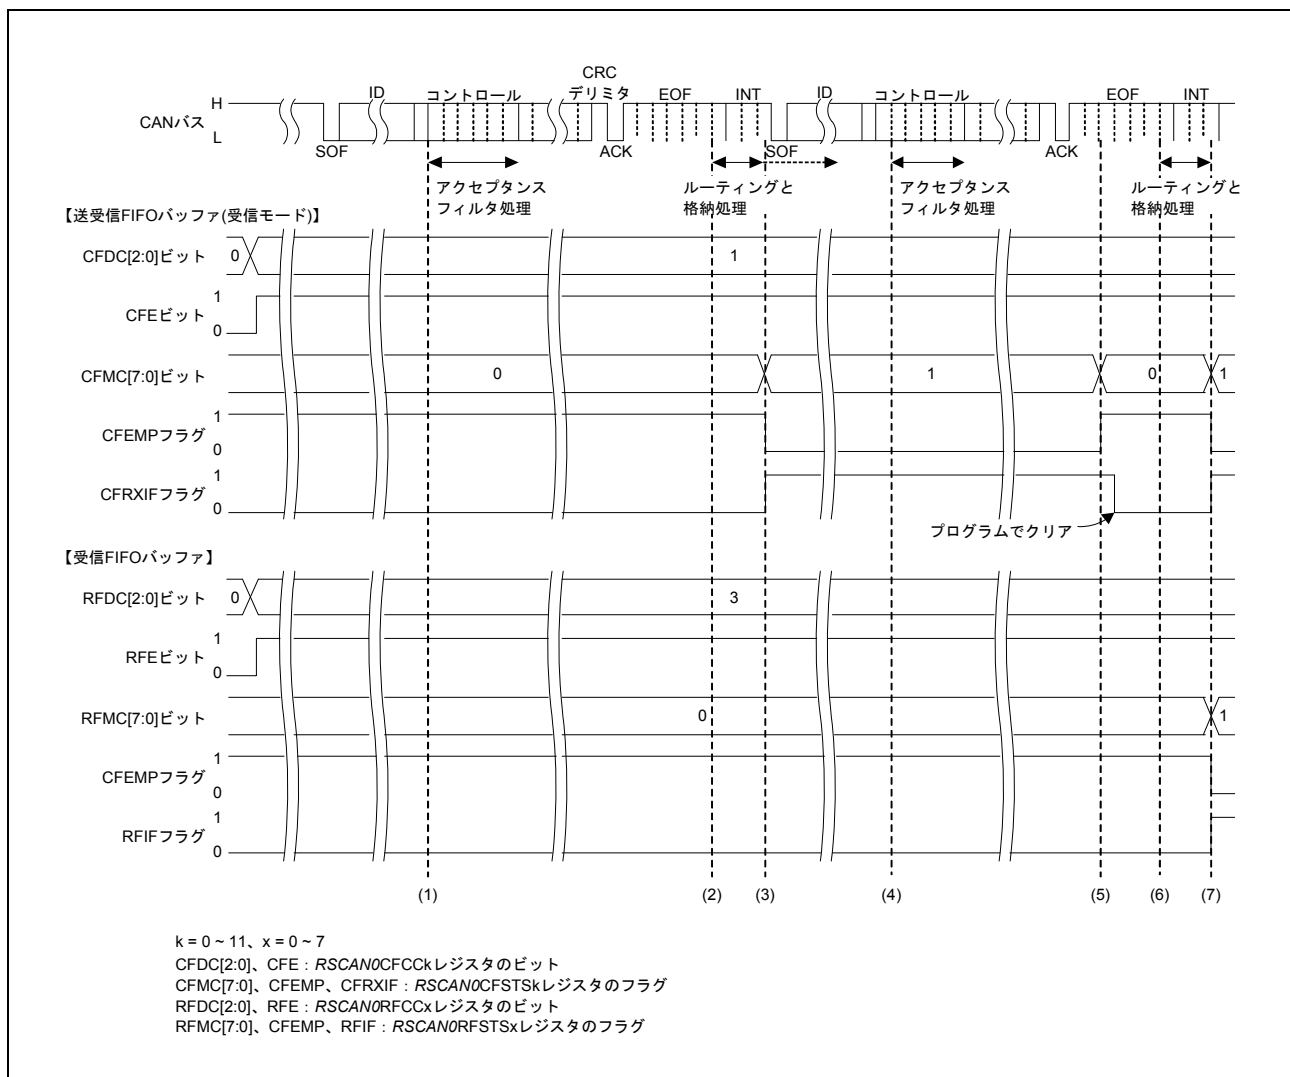 CRC
ID コントロール デリミタ EOF INT ID コントロール EOF INT
H
CANバス
L
SOF ACK SOF ACK
アクセプタンス
フィルタ処理
ルーティングと
格納処理
アクセプタンス
フィルタ処理
ルーティングと
格納処理
【送受信FIFOバッファ(受信モード)】
CFDC[2:0]ビット 0 1
1
CFEビット
0
CFMC[7:0]ビット 0 1 0 1
1
CFEMPフラグ
0
1
CFRXIFフラグ
0
プログラムでクリア
【受信FIFOバッファ】
RFDC[2:0]ビット 0 3
1
RFEビット
0
RFMC[7:0]ビット 0 1
1
CFEMPフラグ
0
1
RFIFフラグ
0
(1) (2) (3) (4) (5) (6) (7)
k = 0 ~ 11、x = 0 ~ 7
CFDC[2:0]、CFE : RSCAN0CFCCkレジスタのビット
CFMC[7:0]、CFEMP、CFRXIF : RSCAN0CFSTSkレジスタのフラグ
RFDC[2:0]、RFE : RSCAN0RFCCxレジスタのビット
RFMC[7:0]、CFEMP、RFIF : RSCAN0RFSTSxレジスタのフラグ